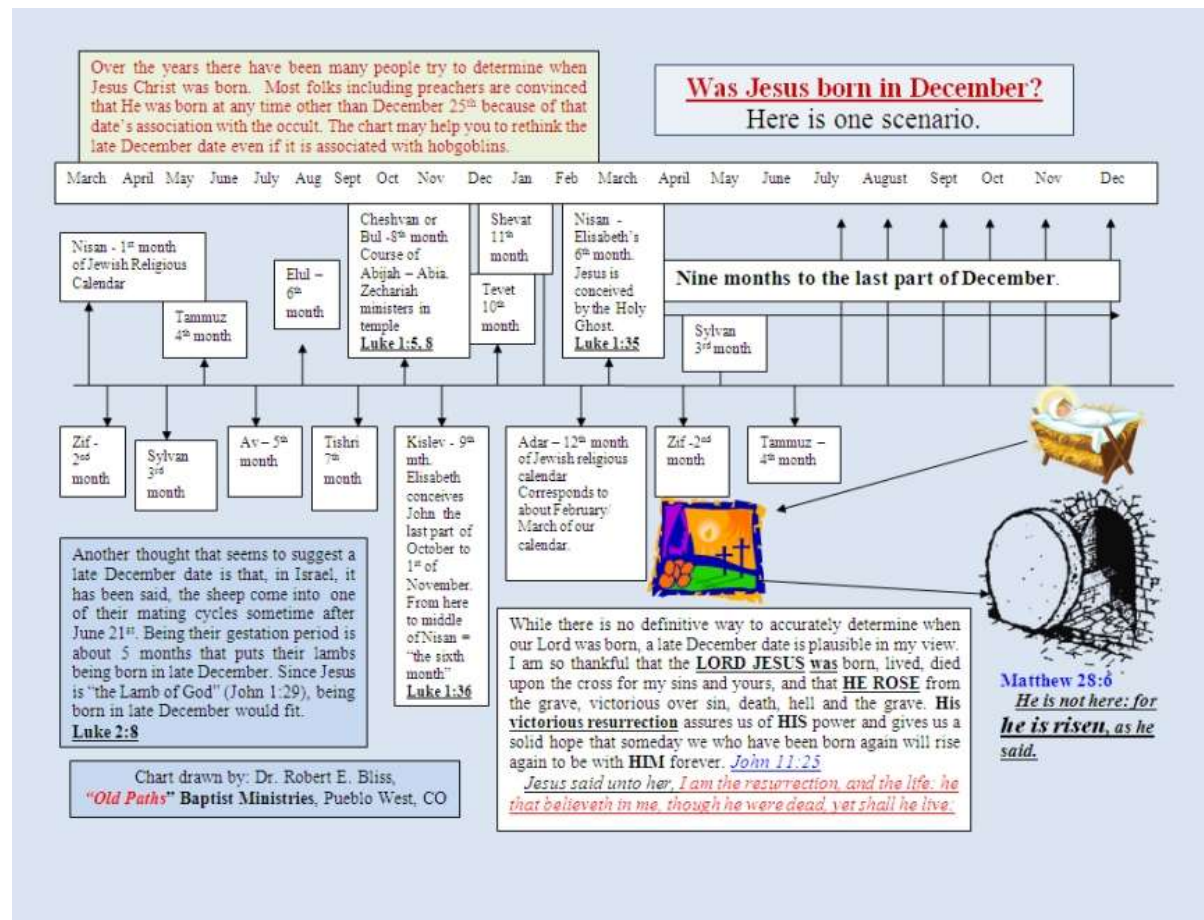 Over the years there have been many people try to determine when
Jesus Christ was born. Most folks including preachers are convinced
that He was born at any time other than December 25th because of that
date's association with the occult. The chart may help you to rethink the
late December date even if it is associated with hobgoblins.
Was Jesus born in December?
Here is one scenario.
March April May June July Aug Sept Oct Nov Dec Jan Feb March April May June July August Sept Oct Nov Dec
Nisan - 1st month
of Jewish Religious
Calendar
Tammuz
4th month
Elul –
6th
month
Cheshvan or
Bul -8th month
Course of
Abijah – Abia.
Zechariah
ministers in
temple
Luke 1:5, 8
Shevat
11th
month
Tevet
10th
month
Nisan -
Elisabeth's
6th month.
Jesus is
conceived
by the Holy
Ghost.
Luke 1:35
Nine months to the last part of December.
Sylvan
3rd month
Zif -
2nd
month
Sylvan
3rd
month
Av – 5th
month
Tishri
7th
month
Kislev - 9th
mth.
Elisabeth
conceives
John the
last part of
October to
1st of
November.
From here
to middle
of Nisan =
"the sixth
month"
Luke 1:36
Adar – 12th month
of Jewish religious
calendar
Corresponds to
about February/
March of our
calendar.
Zif -2nd
month
Tammuz –
4th month
Another thought that seems to suggest a
late December date is that, in Israel, it
has been said, the sheep come into one
of their mating cycles sometime after
June 21st. Being their gestation period is
about 5 months that puts their lambs
being born in late December. Since Jesus
is "the Lamb of God" (John 1:29), being
born in late December would fit.
Luke 2:8
Chart drawn by: Dr. Robert E. Bliss,
"Old Paths" Baptist Ministries, Pueblo West, CO
While there is no definitive way to accurately determine when
our Lord was born, a late December date is plausible in my view.
I am so thankful that the LORD JESUS was born, lived, died
upon the cross for my sins and yours, and that HE ROSE from
the grave, victorious over sin, death, hell and the grave. His
victorious resurrection assures us of HIS power and gives us a
solid hope that someday we who have been born again will rise
again to be with HIM forever. John 11:25
Jesus said unto her, I am the resurrection, and the life: he
that believeth in me, though he were dead, yet shall he live:
Matthew 28:6
He is not here: for
he is risen, as he
said.